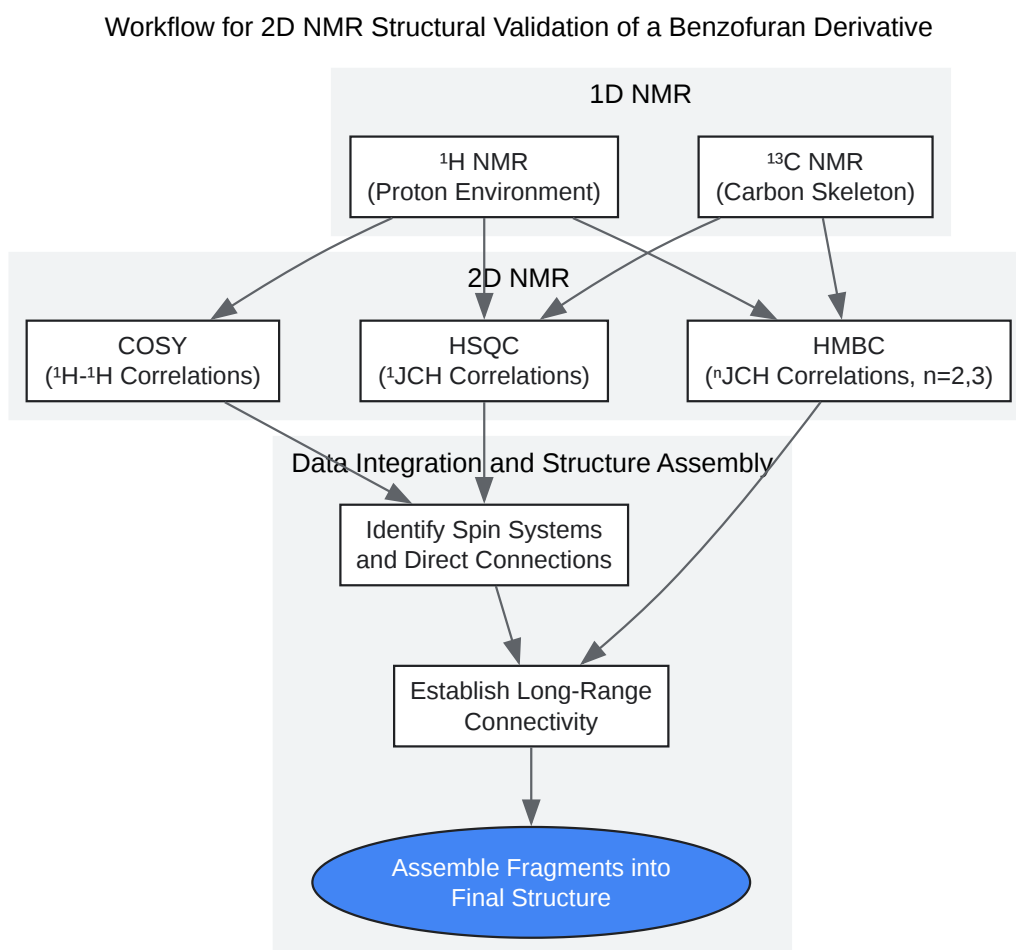 Workflow for 2D NMR Structural Validation of a Benzofuran Derivative
1D NMR
¹H NMR
(Proton Environment)
¹³C NMR
(Carbon Skeleton)
2D NMR
COSY
(¹H-¹H Correlations)
HSQC
(¹JCH Correlations)
HMBC
(ⁿJCH Correlations, n=2,3)
Data Integration and Structure Assembly
Identify Spin Systems
and Direct Connections
Establish Long-Range
Connectivity
Assemble Fragments into
Final Structure